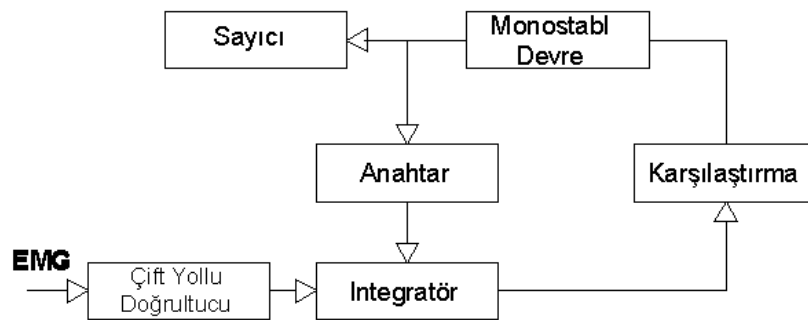 Sayıcı
Monostabl
Devre
Anahtar
Karşılaştırma
EMG
Çift Yollu
Doğrultucu
Integratör